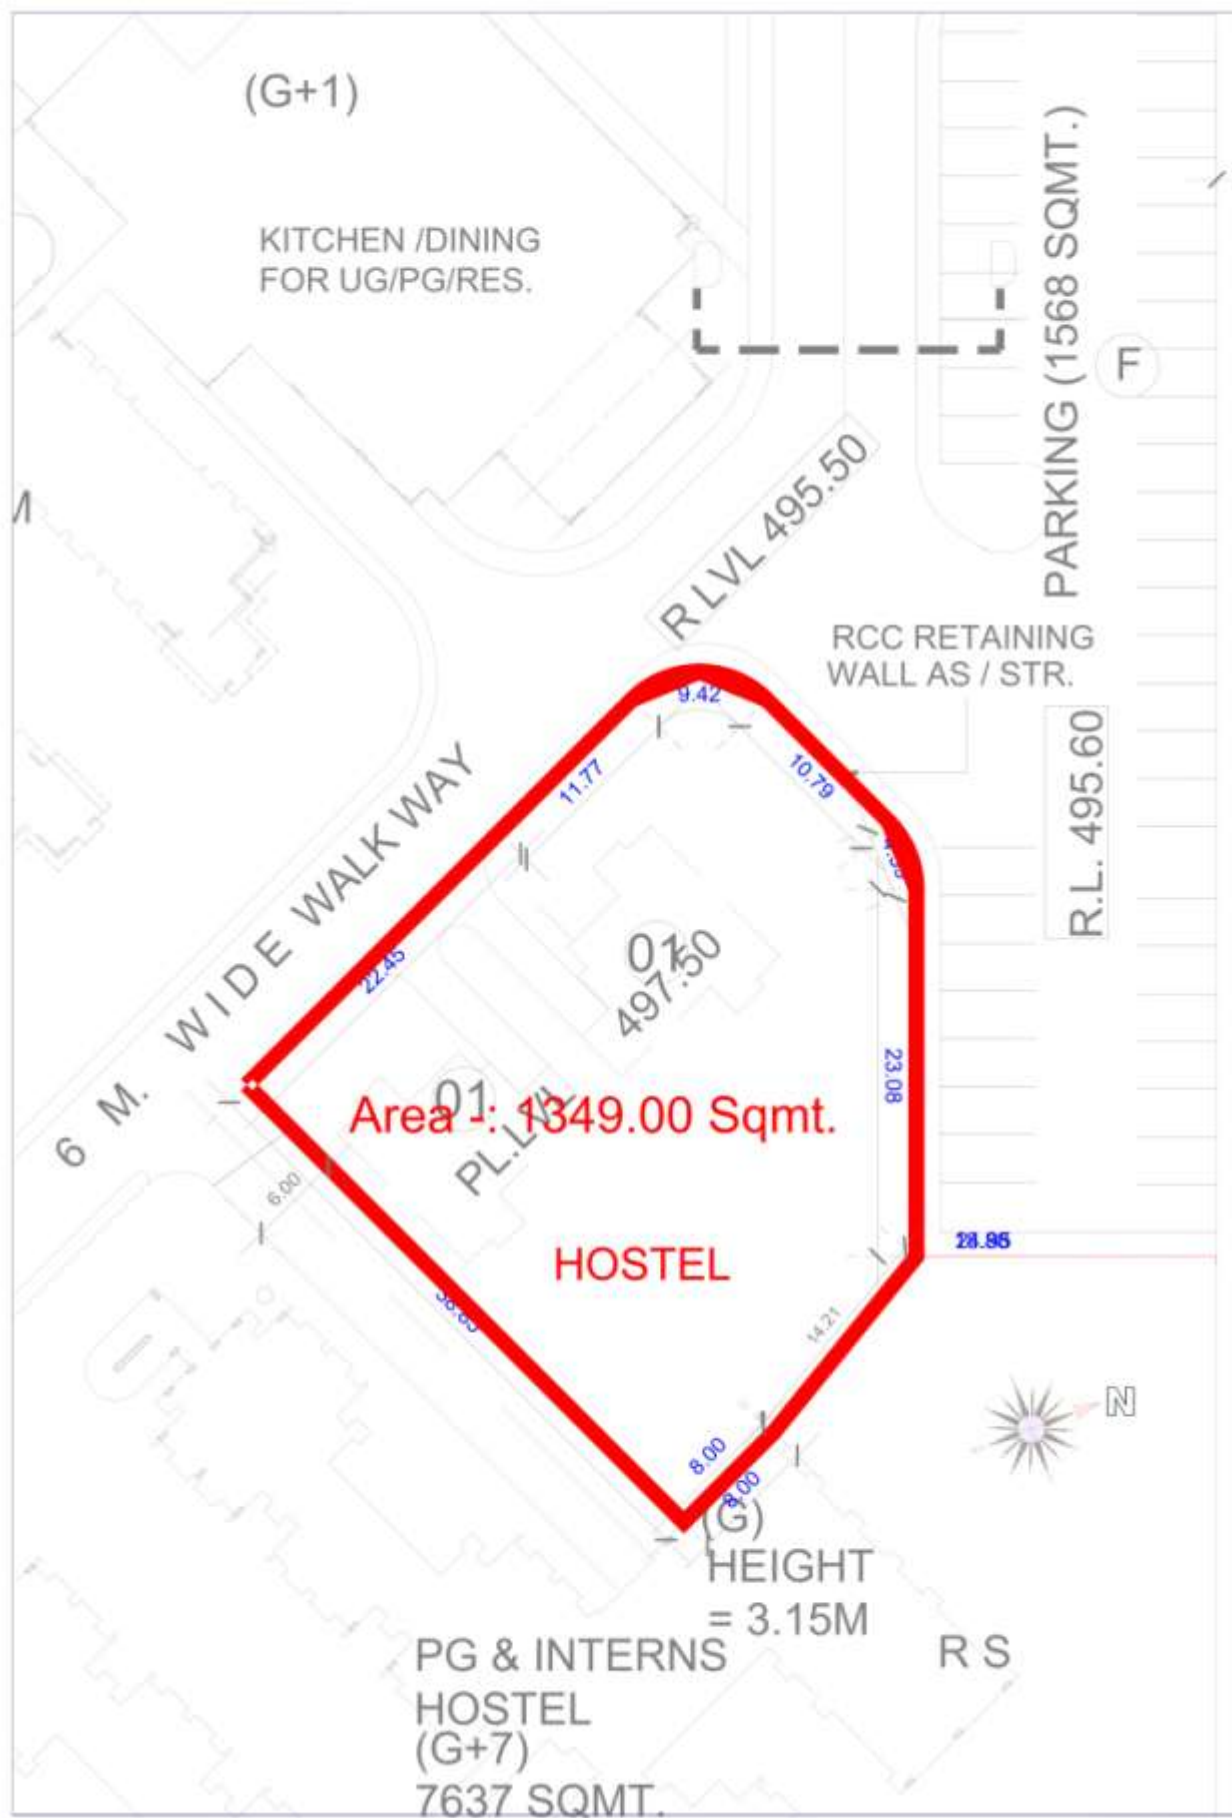 (G+1)
KITCHEN /DINING
FOR UG/PG/RES.
PARKING (1568 SQMT.)
F
R LVL 495.50
RCC RETAINING
WALL AS / STR.
R.L. 495.60
9.42
11.77
10.79
6 M. WIDE WALK WAY
22.45
01
497.50
23.08
01
Area -: 1349.00 Sqmt.
PL.LVL
6.00
HOSTEL
14.21
N
8.00
8.00
(G)
HEIGHT
= 3.15M
R S
PG & INTERNS
HOSTEL
(G+7)
7637 SQMT.